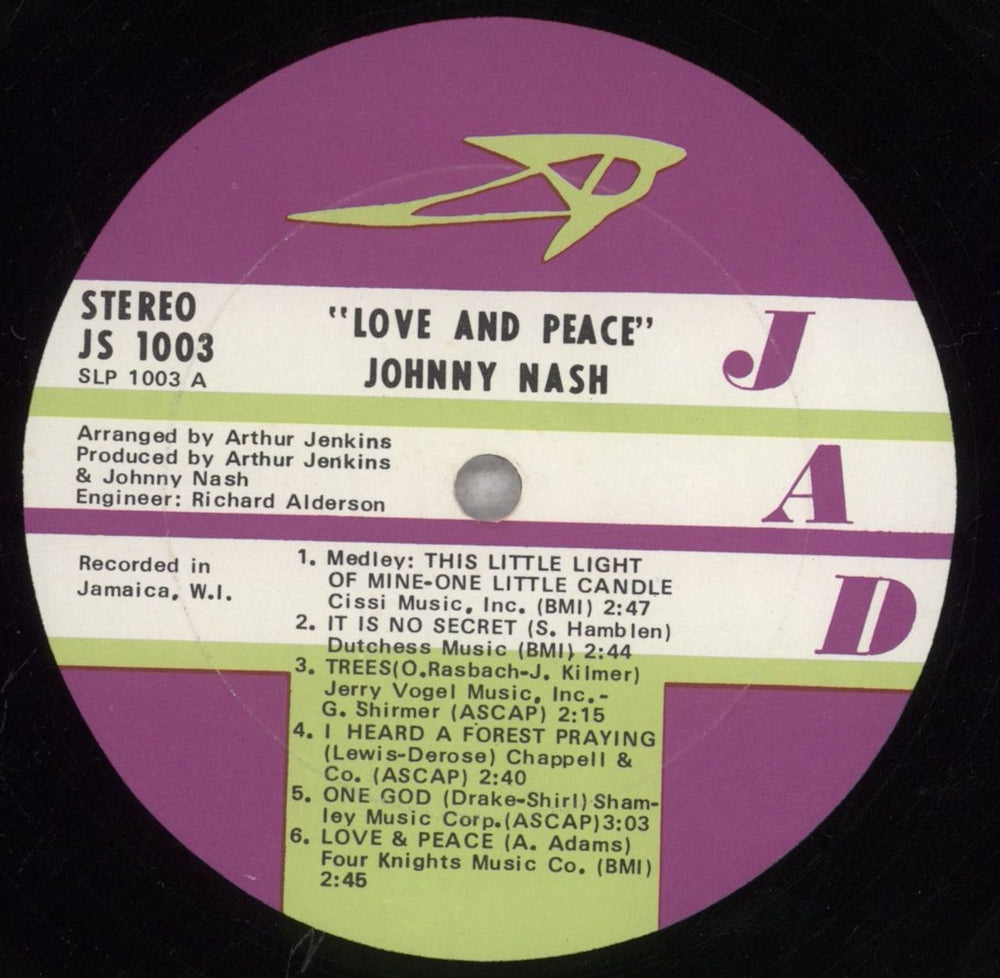 STEREO
JS 1003
SLP 1003 A
"LOVE AND PEACE"
JOHNNY NASH
J
A
D
Arranged by Arthur Jenkins
Produced by Arthur Jenkins
& Johnny Nash
Engineer: Richard Alderson
Recorded in
Jamaica, W.I.
1. Medley: THIS LITTLE LIGHT
OF MINE-ONE LITTLE CANDLE
Cissi Music, Inc. (BMI) 2:47
2. IT IS NO SECRET (S. Hamblen)
Dutchess Music (BMI) 2:44
3. TREES(O.Rasbach-J. Kilmer)
Jerry Vogel Music, Inc.-
G. Shirmer (ASCAP) 2:15
4. I HEARD A FOREST PRAYING
(Lewis-Derose) Chappell &
Co. (ASCAP) 2:40
5. ONE GOD (Drake-Shirl) Sham-
ley Music Corp.(ASCAP)3:03
6. LOVE & PEACE (A. Adams)
Four Knights Music Co. (BMI)
2:45